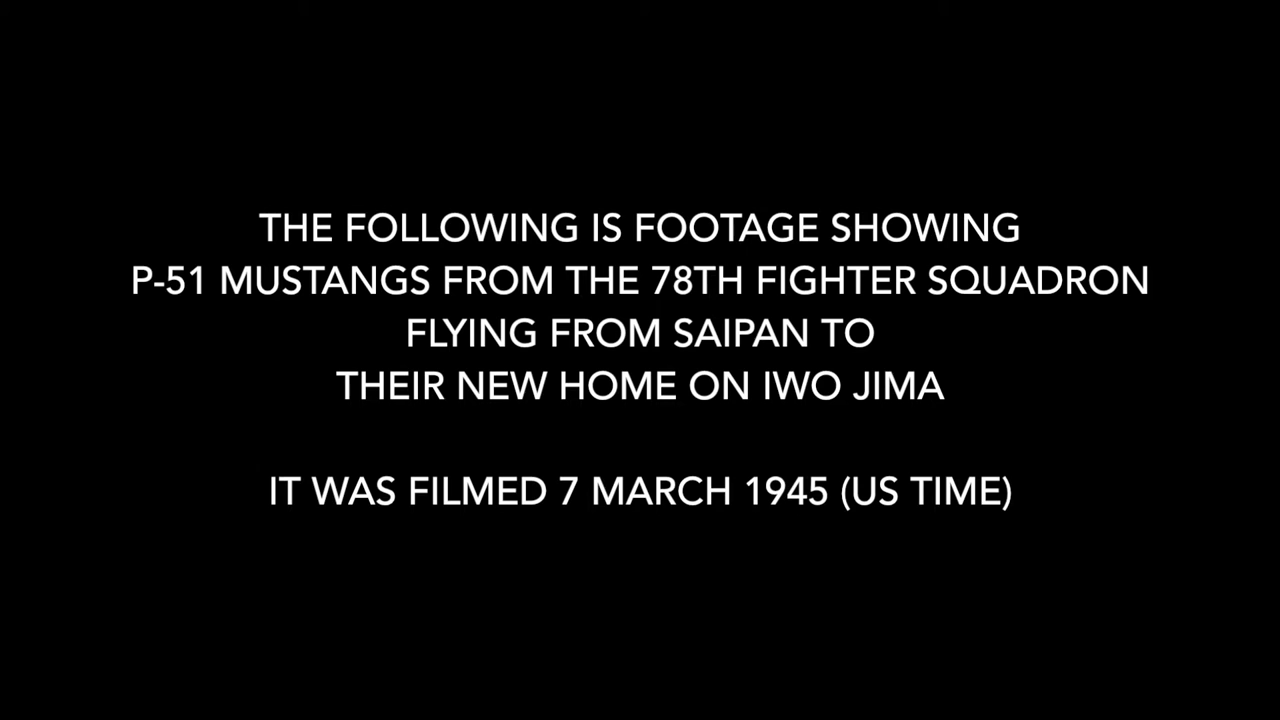 THE FOLLOWING IS FOOTAGE SHOWING
P-51 MUSTANGS FROM THE 78TH FIGHTER SQUADRON
FLYING FROM SAIPAN TO
THEIR NEW HOME ON IWO JIMA
IT WAS FILMED 7 MARCH 1945 (US TIME)